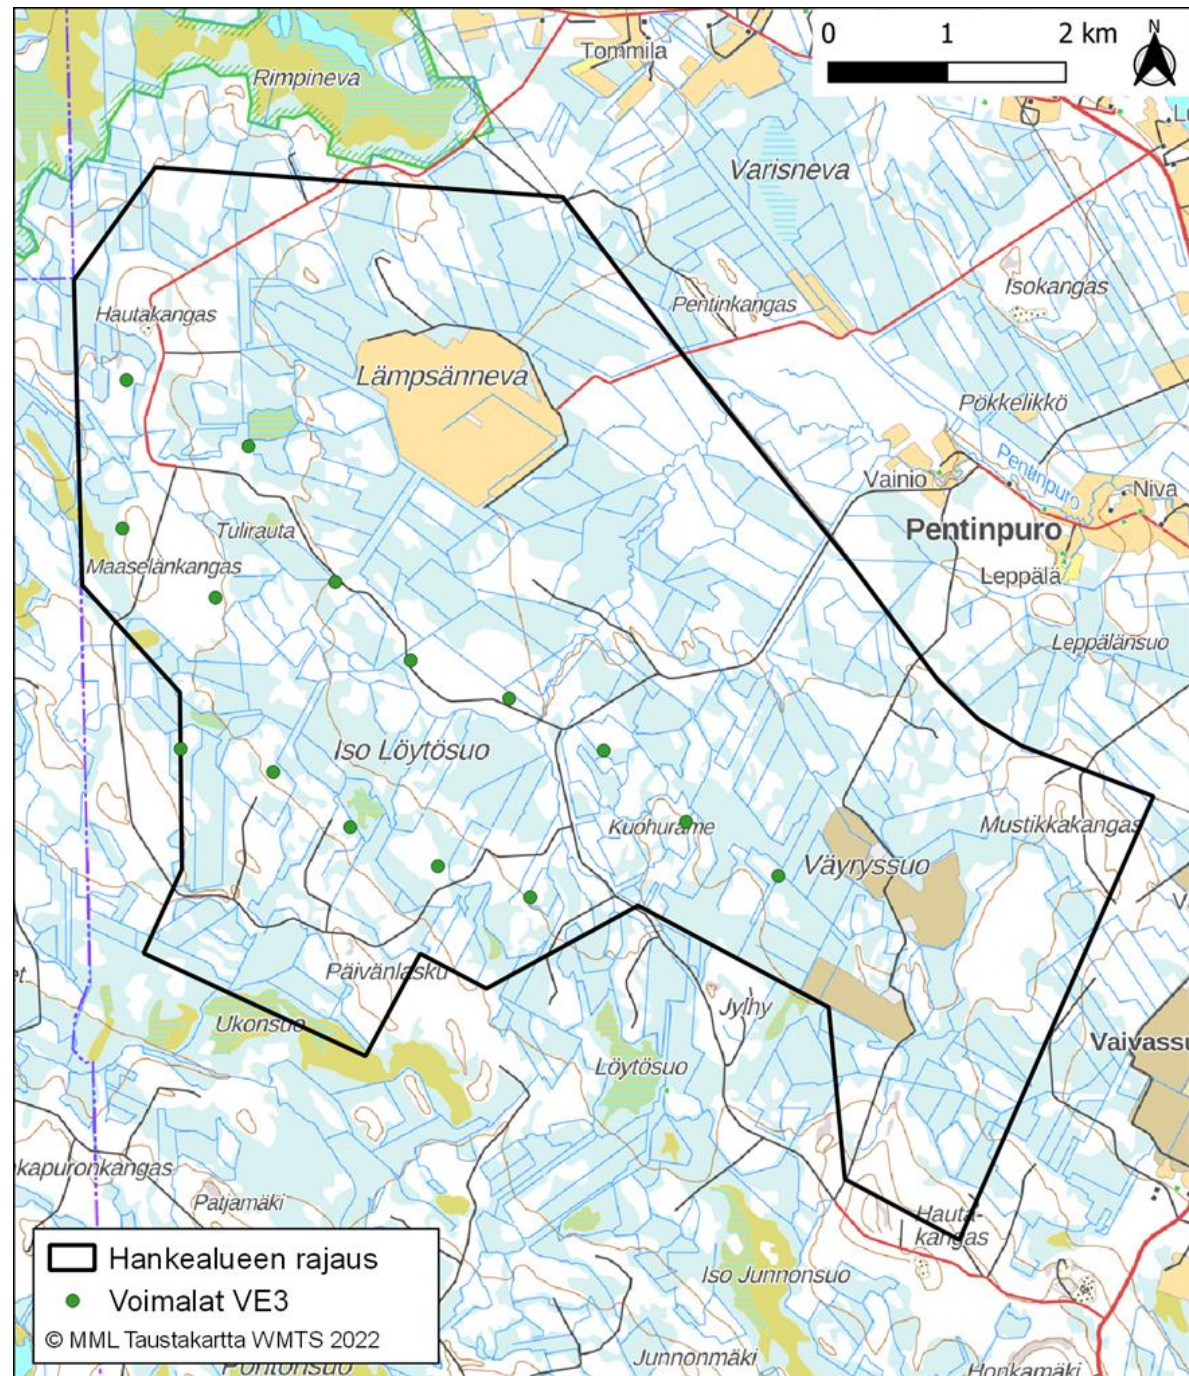 0 1 2 km
N
Tommila
Rimpineva
Varisneva
Isokangas
Hautakangas
Pentinkangas
Lämpsänneva
Pökkelikkö
Pentinpuro
Vainio
Niva
Tulirauta
Pentinpuro
Maaselänkangas
Leppälä
Leppälänsuo
Iso Löytösuo
Kuohuräme
Mustikkakangas
Väyryssuo
Päivänlasku
Jylhy
Ukonsuo
Vaivassu
Löytösuo
kapuronkangas
Patjamäki
Hauta-
kangas
Iso Junnonsuo
Hankealueen rajaus
Voimalat VE3
© MML Taustakartta WMTS 2022
Junnonmäki
Honkamäki